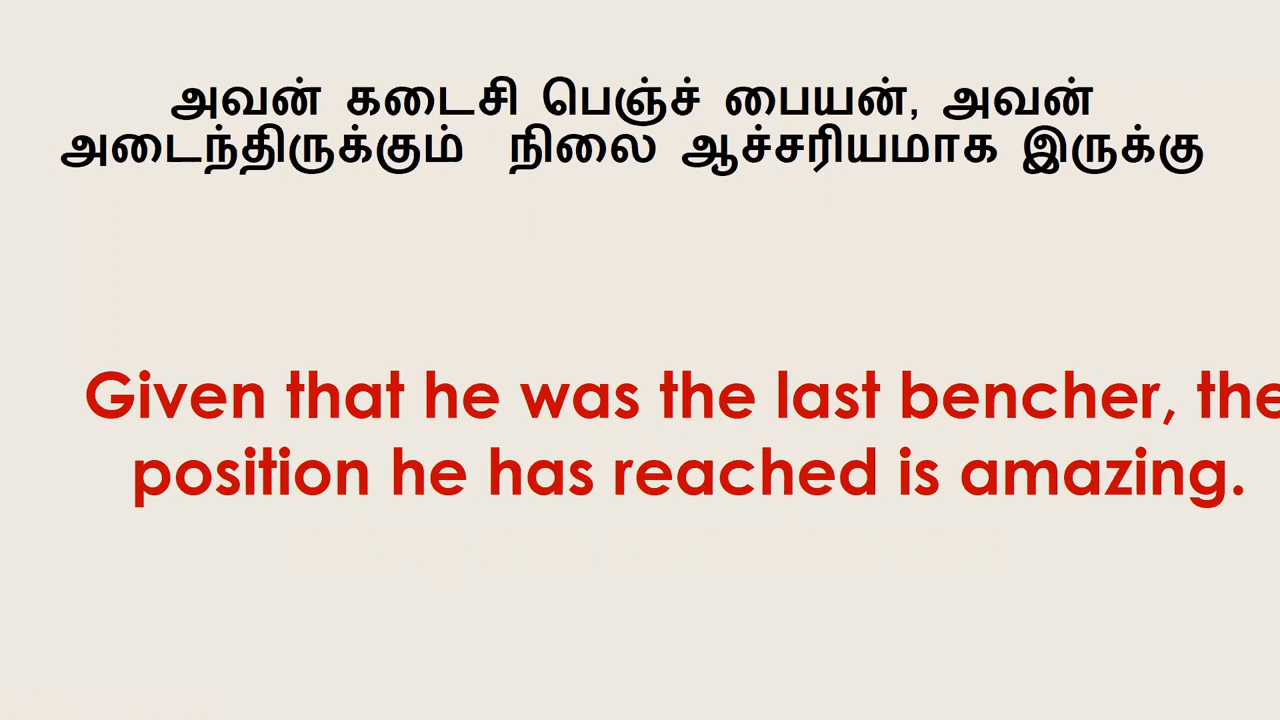 அவன் கடைசி பெஞ்ச் பையன், அவன்
அடைந்திருக்கும் நிலை ஆச்சரியமாக இருக்கு
Given that he was the last bencher, the
position he has reached is amazing.